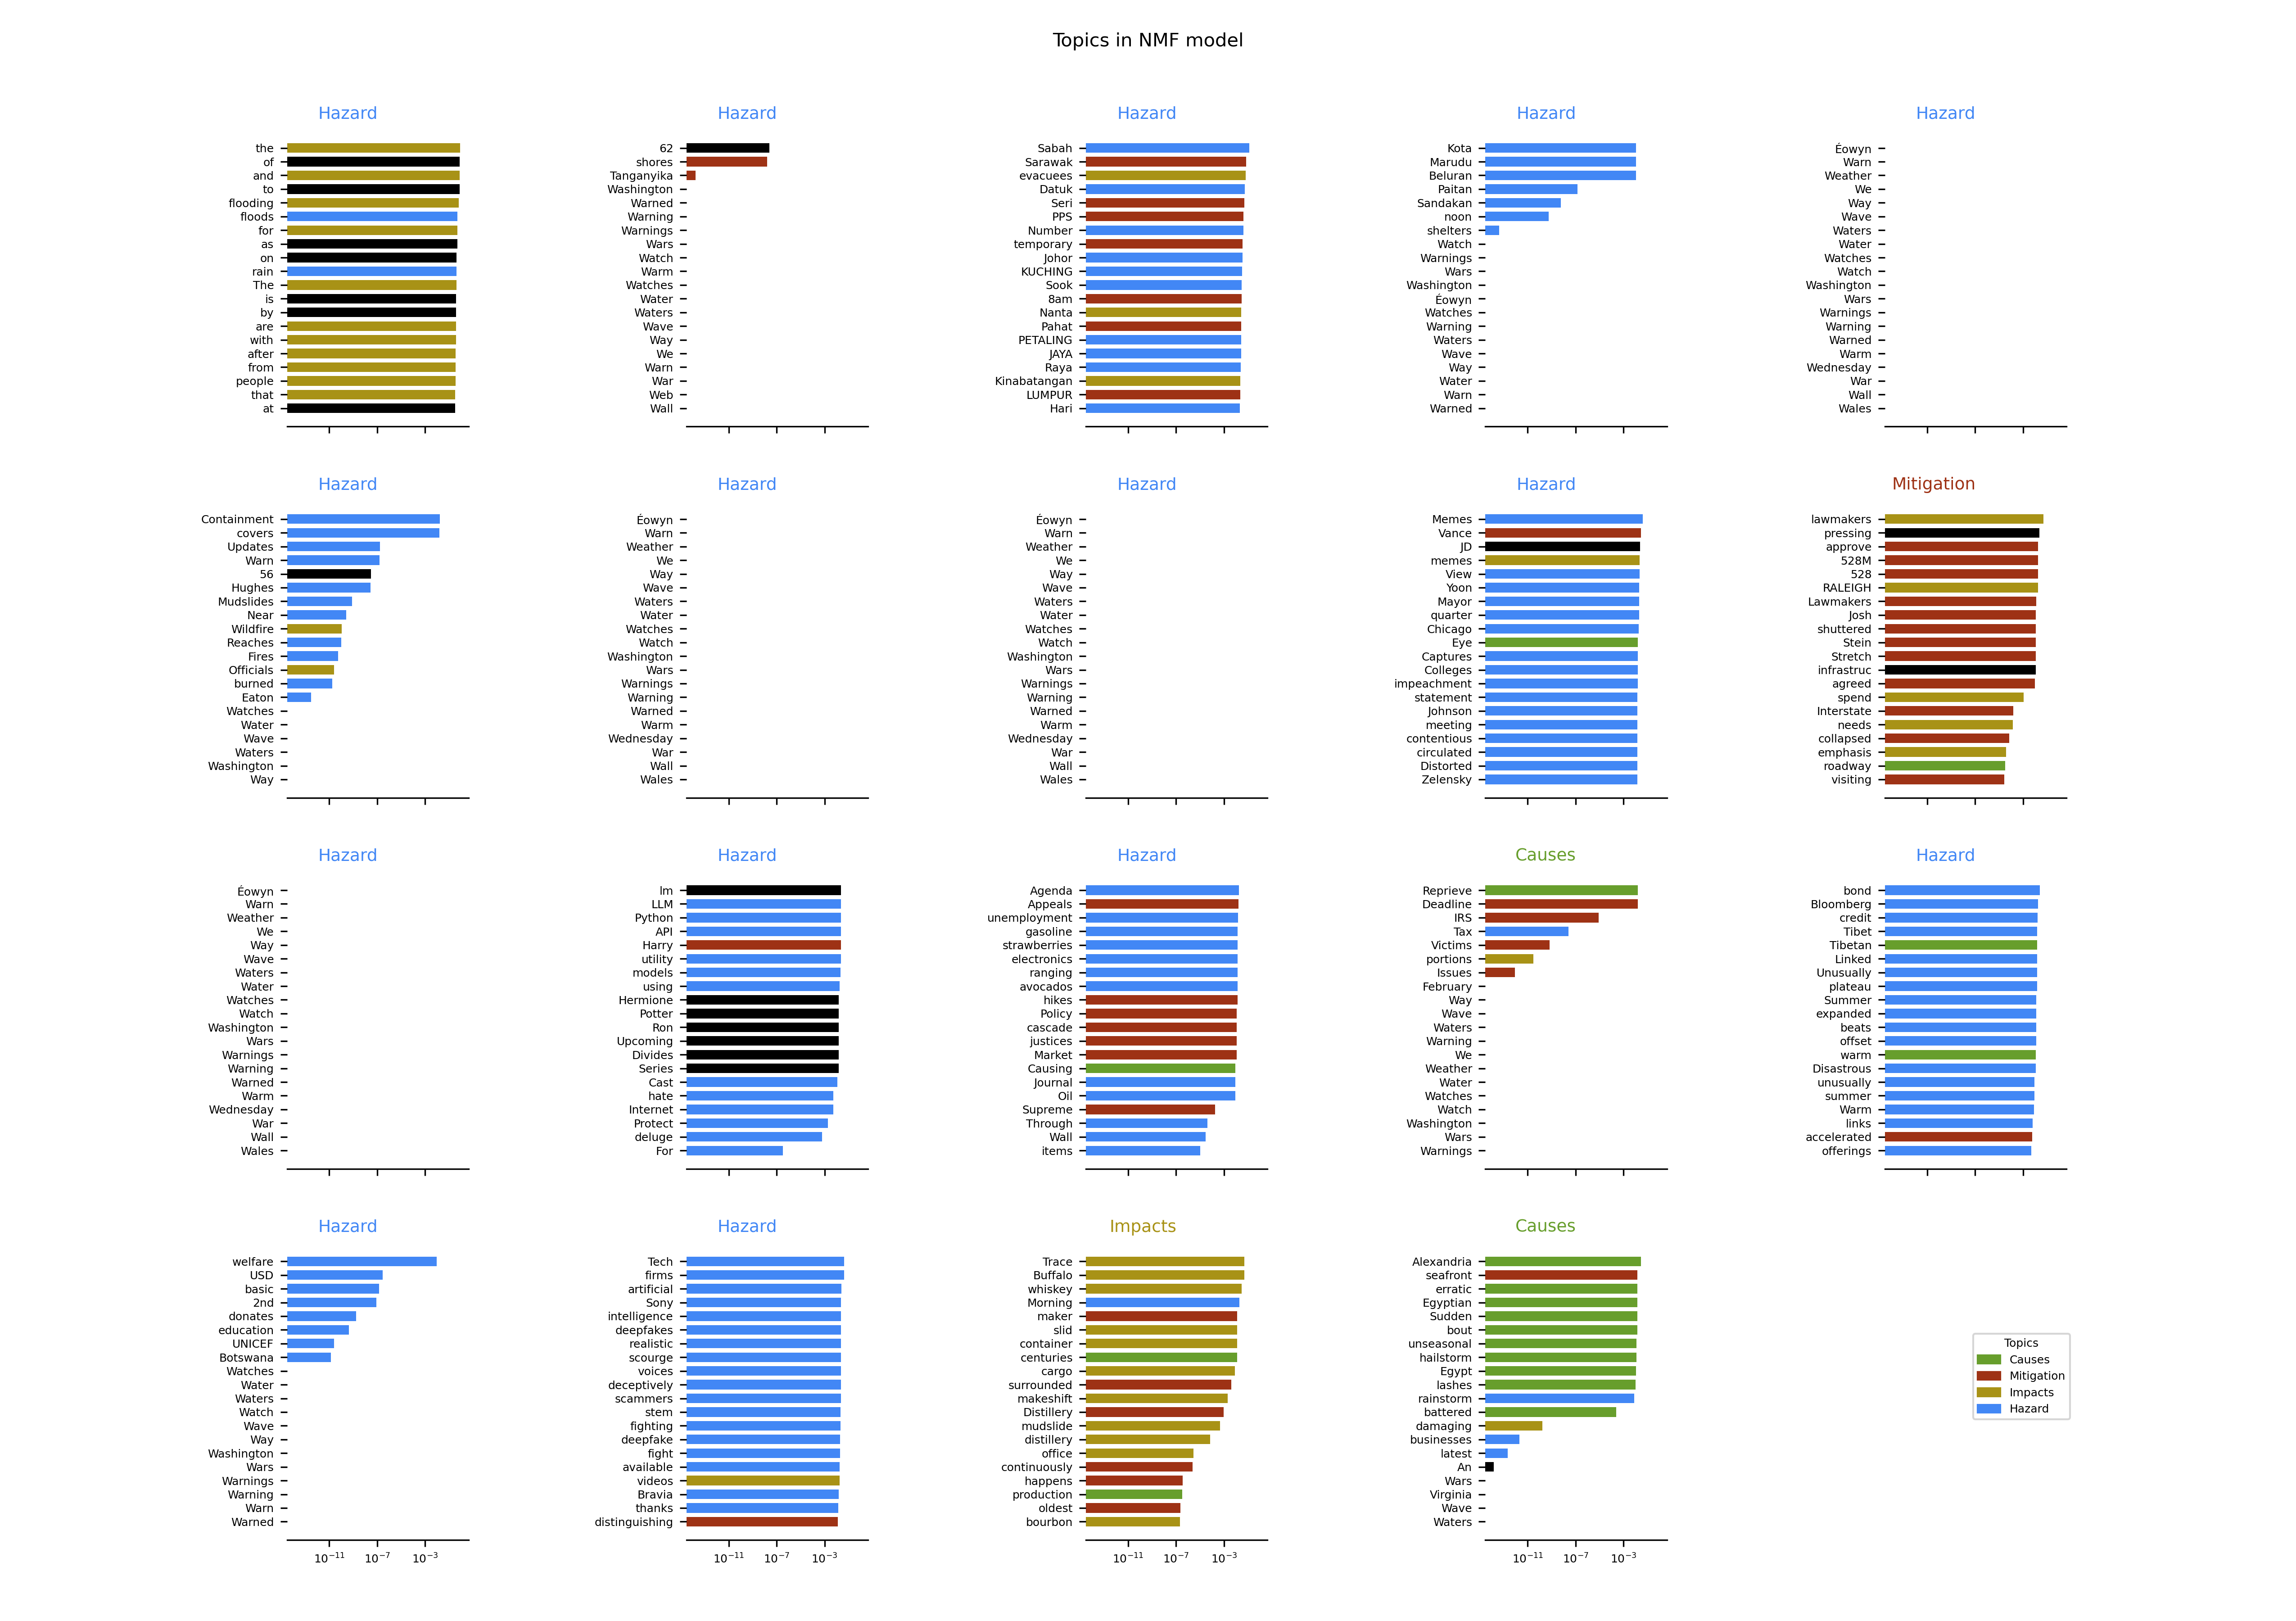 Topics in NMF model
Hazard
the
of
and
to
flooding
floods
for
as
on
rain
The
is
by
are
with
after
from
people
that
at
Hazard
62
shores
Tanganyika
Washington
Warned
Warning
Warnings
Wars
Watch
Warm
Watches
Water
Waters
Wave
Way
We
Warn
War
Web
Wall
Hazard
Sabah
Sarawak
evacuees
Datuk
Seri
PPS
Number
temporary
Johor
KUCHING
Sook
8am
Nanta
Pahat
PETALING
JAYA
Raya
Kinabatangan
LUMPUR
Hari
Hazard
Kota
Marudu
Beluran
Paitan
Sandakan
noon
shelters
Watch
Warnings
Wars
Washington
Éowyn
Watches
Warning
Waters
Wave
Way
Water
Warn
Warned
Hazard
Éowyn
Warn
Weather
We
Way
Wave
Waters
Water
Watches
Watch
Washington
Wars
Warnings
Warning
Warned
Warm
Wednesday
War
Wall
Wales
Hazard
Containment
covers
Updates
Warn
56
Hughes
Mudslides
Near
Wildfire
Reaches
Fires
Officials
burned
Eaton
Watches
Water
Wave
Waters
Washington
Way
Hazard
Éowyn
Warn
Weather
We
Way
Wave
Waters
Water
Watches
Watch
Washington
Wars
Warnings
Warning
Warned
Warm
Wednesday
War
Wall
Wales
Hazard
Éowyn
Warn
Weather
We
Way
Wave
Waters
Water
Watches
Watch
Washington
Wars
Warnings
Warning
Warned
Warm
Wednesday
War
Wall
Wales
Hazard
Memes
Vance
JD
memes
View
Yoon
Mayor
quarter
Chicago
Eye
Captures
Colleges
impeachment
statement
Johnson
meeting
contentious
circulated
Distorted
Zelensky
Mitigation
lawmakers
pressing
approve
528M
528
RALEIGH
Lawmakers
Josh
shuttered
Stein
Stretch
infrastruc
agreed
spend
Interstate
needs
collapsed
emphasis
roadway
visiting
Hazard
Éowyn
Warn
Weather
We
Way
Wave
Waters
Water
Watches
Watch
Washington
Wars
Warnings
Warning
Warned
Warm
Wednesday
War
Wall
Wales
Hazard
Im
LLM
Python
API
Harry
utility
models
using
Hermione
Potter
Ron
Upcoming
Divides
Series
Cast
hate
Internet
Protect
deluge
For
Hazard
Agenda
Appeals
unemployment
gasoline
strawberries
electronics
ranging
avocados
hikes
Policy
cascade
justices
Market
Causing
Journal
Oil
Supreme
Through
Wall
items
Causes
Reprieve
Deadline
IRS
Tax
Victims
portions
Issues
February
Way
Wave
Waters
Warning
We
Weather
Water
Watches
Watch
Washington
Wars
Warnings
Hazard
bond
Bloomberg
credit
Tibet
Tibetan
Linked
Unusually
plateau
Summer
expanded
beats
offset
warm
Disastrous
unusually
summer
Warm
links
accelerated
offerings
Hazard
welfare
USD
basic
2nd
donates
education
UNICEF
Botswana
Watches
Water
Waters
Watch
Wave
Way
Washington
Wars
Warnings
Warning
Warn
Warned
10⁻¹¹ 10⁻⁷ 10⁻³
Hazard
Tech
firms
artificial
Sony
intelligence
deepfakes
realistic
scourge
voices
deceptively
scammers
stem
fighting
deepfake
fight
available
videos
Bravia
thanks
distinguishing
10⁻¹¹ 10⁻⁷ 10⁻³
Impacts
Trace
Buffalo
whiskey
Morning
maker
slid
container
centuries
cargo
surrounded
makeshift
Distillery
mudslide
distillery
office
continuously
happens
production
oldest
bourbon
10⁻¹¹ 10⁻⁷ 10⁻³
Causes
Alexandria
seafront
erratic
Egyptian
Sudden
bout
unseasonal
hailstorm
Egypt
lashes
rainstorm
battered
damaging
businesses
latest
An
Wars
Virginia
Wave
Waters
10⁻¹¹ 10⁻⁷ 10⁻³
Topics
Causes
Mitigation
Impacts
Hazard